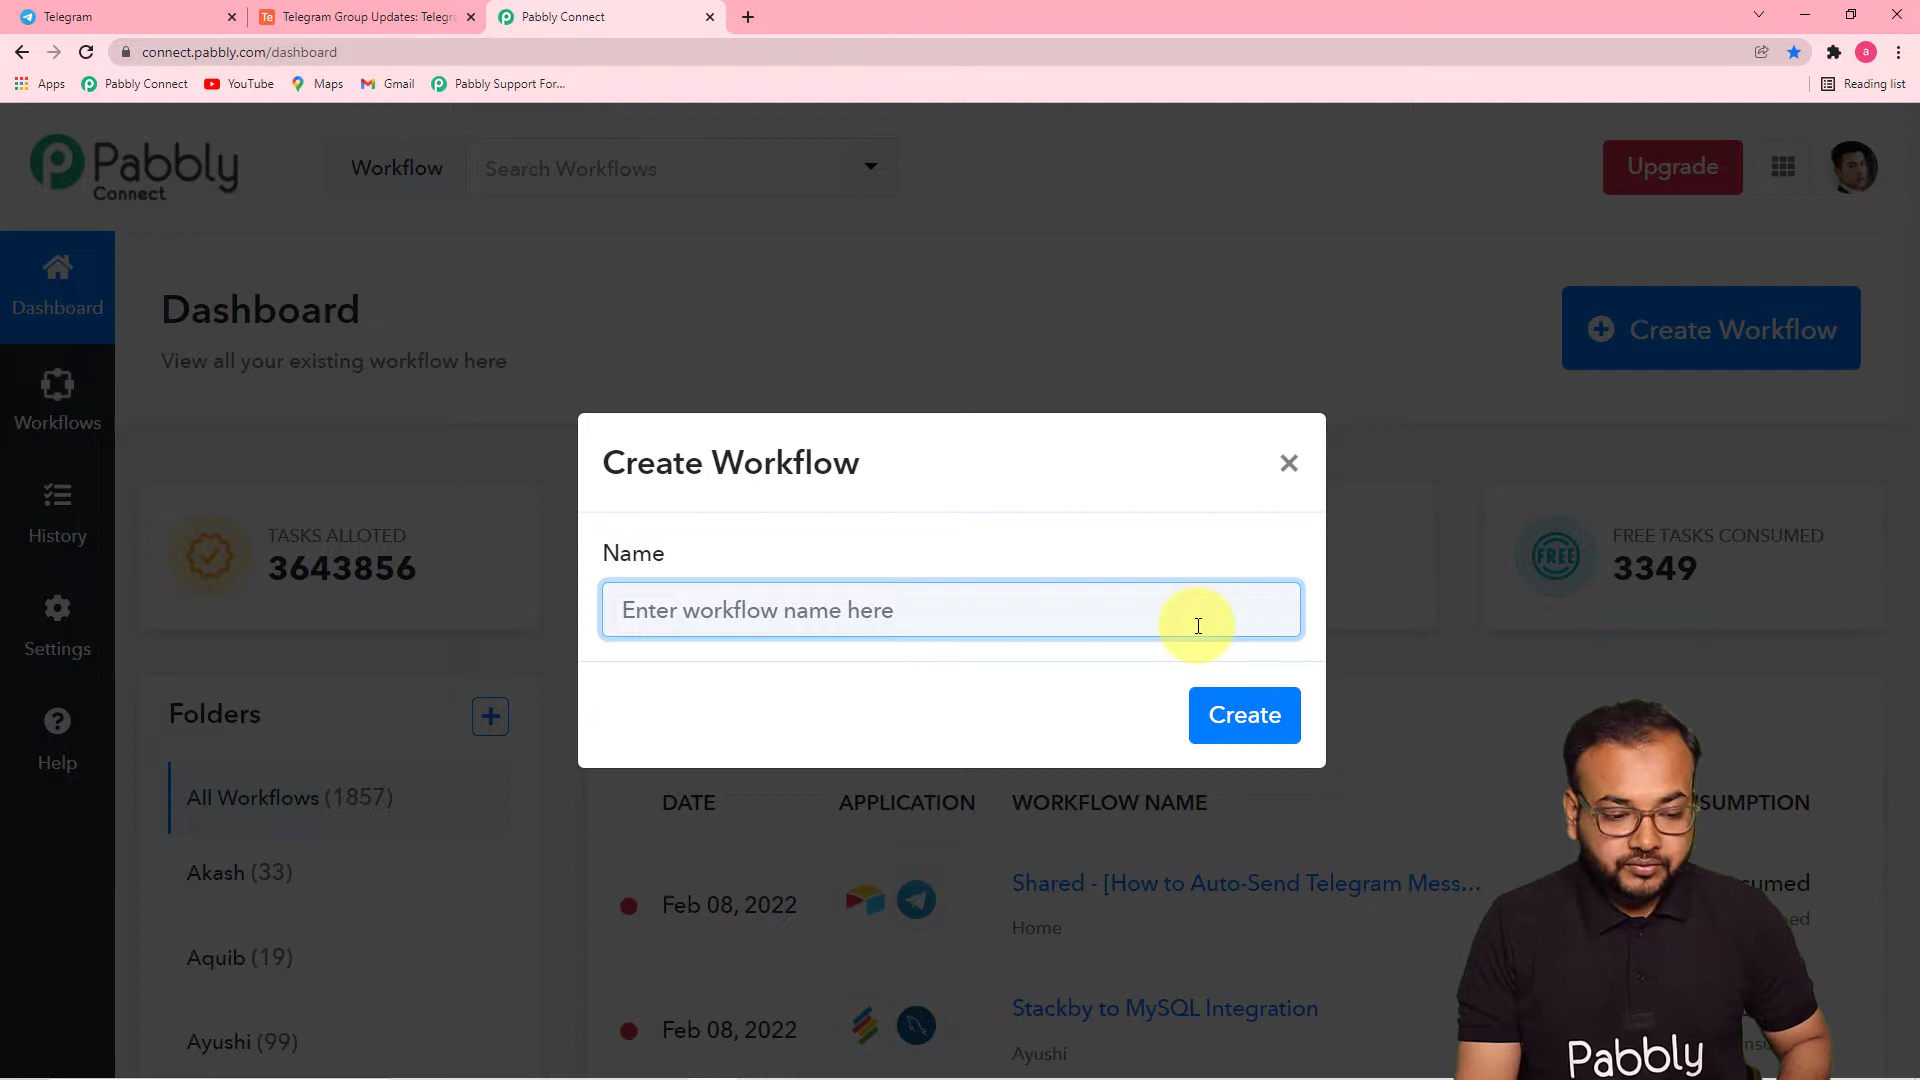 Telegram
Te
Telegram Group Updates: Telegra
Pabbly Connect
connect.pabbly.com/dashboard
a
Apps
Pabbly Connect
YouTube
Maps
Gmail
Pabbly Support For...
Reading list
Pabbly
Connect
Workflow
Search Workflows
Upgrade
Dashboard
Workflows
History
Settings
Help
Dashboard
View all your existing workflow here
Create Workflow
TASKS ALLOTED
3643856
FREE
FREE TASKS CONSUMED
3349
Create Workflow
Name
Enter workflow name here
Create
Folders
All Workflows (1857)
Akash (33)
Aquib (19)
Ayushi (99)
DATE
APPLICATION
WORKFLOW NAME
SUMPTION
Feb 08, 2022
Shared - [How to Auto-Send Telegram Mess...
Home
Feb 08, 2022
Stackby to MySQL Integration
Ayushi
Pabbly